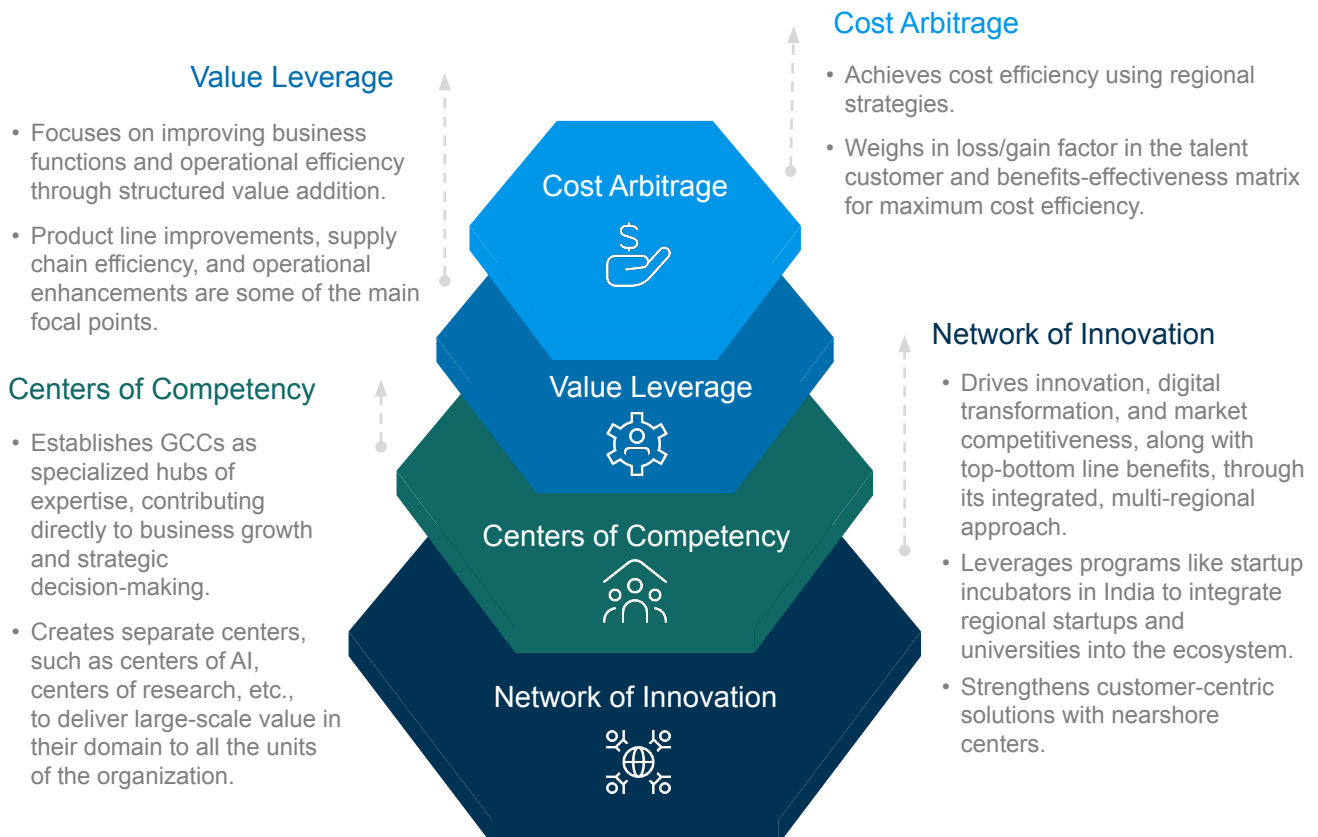 Value Leverage
• Focuses on improving business
functions and operational efficiency
through structured value addition.
• Product line improvements, supply
chain efficiency, and operational
enhancements are some of the main
focal points.
Centers of Competency
• Establishes GCCs as
specialized hubs of
expertise, contributing
directly to business growth
and strategic
decision-making.
• Creates separate centers,
such as centers of AI,
centers of research, etc.,
to deliver large-scale value in
their domain to all the units
of the organization.
Cost Arbitrage
$
Value Leverage
Centers of Competency
Network of Innovation
Cost Arbitrage
• Achieves cost efficiency using regional
strategies.
• Weighs in loss/gain factor in the talent
customer and benefits-effectiveness matrix
for maximum cost efficiency.
Network of Innovation
• Drives innovation, digital
transformation, and market
competitiveness, along with
top-bottom line benefits, through
its integrated, multi-regional
approach.
• Leverages programs like startup
incubators in India to integrate
regional startups and
universities into the ecosystem.
• Strengthens customer-centric
solutions with nearshore
centers.